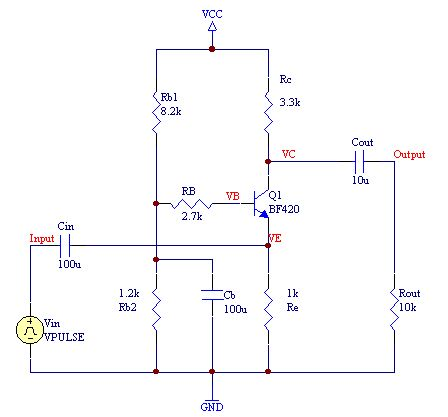 VCC
Rb1
8.2k
Rc
3.3k
Cout
10u
VC
Output
RB
2.7k
VB
Q1
BF420
Input
Cin
100u
VE
1.2k
Rb2
Cb
100u
1k
Re
Rout
10k
Vin
VPULSE
GND